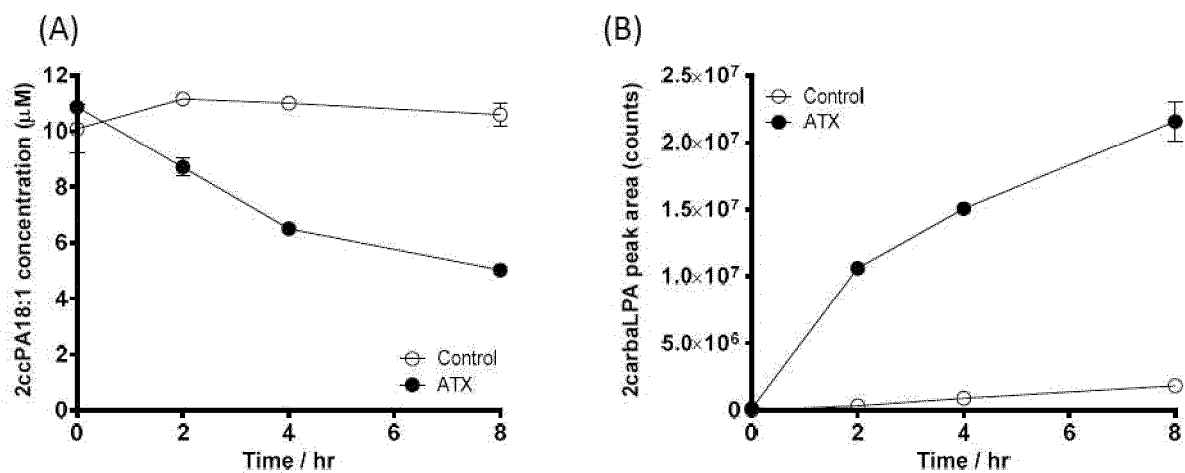 (A)
2ccPA18:1 concentration (μM)
12
10
8
6
4
2
0
0 2 4 6 8
Time / hr
Control
ATX
(B)
2carbaLPA peak area (counts)
2.5×10⁷
2.0×10⁷
1.5×10⁷
1.0×10⁷
5.0×10⁶
0
0 2 4 6 8
Time / hr
Control
ATX